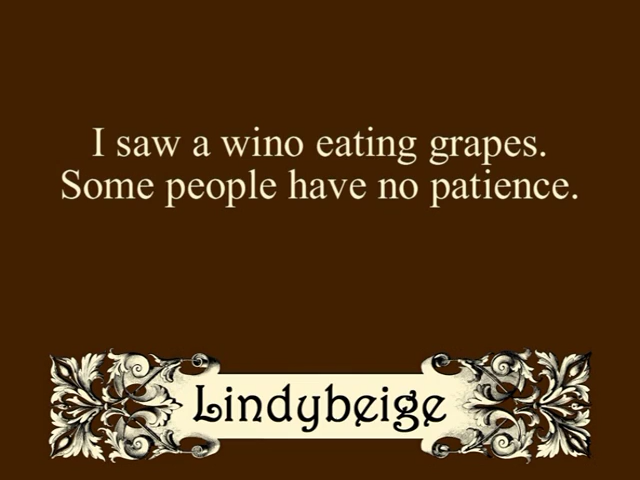 I saw a wino eating grapes.
Some people have no patience.
Lindybeige